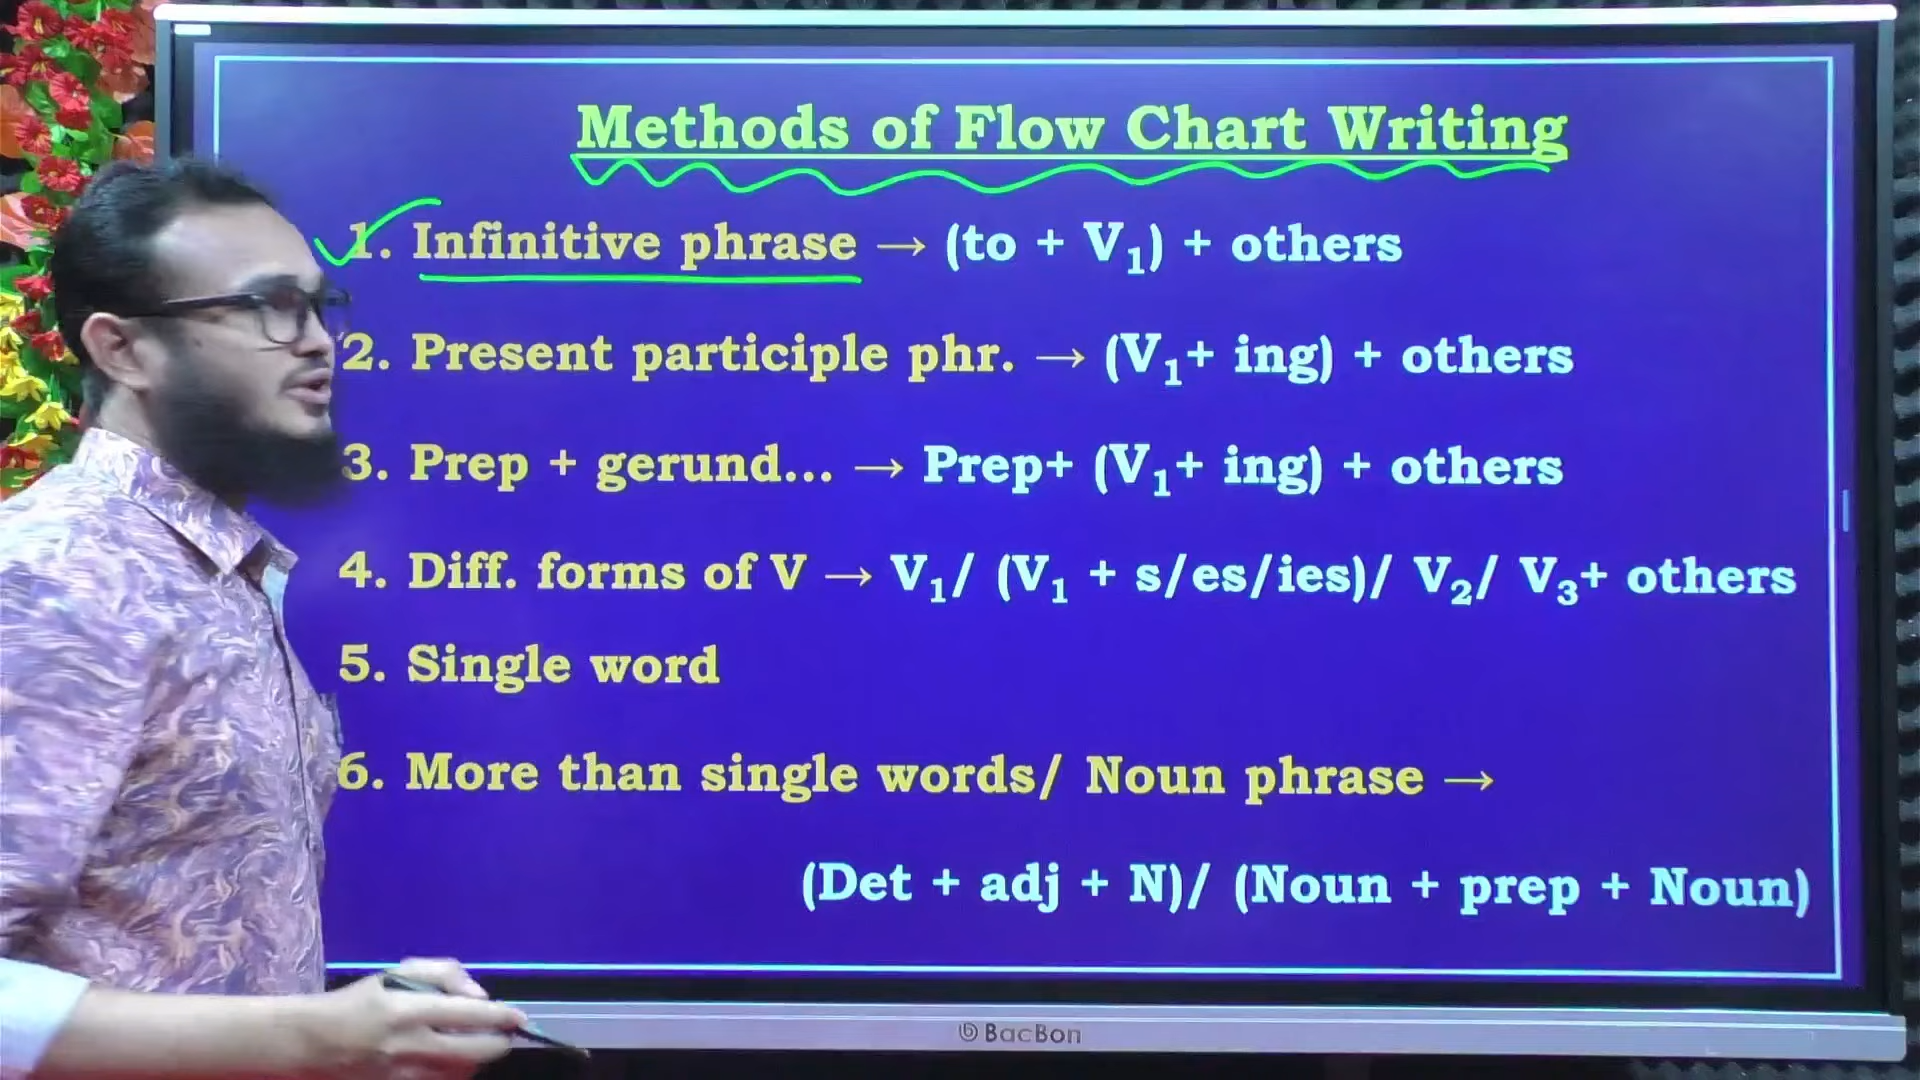 Methods of Flow Chart Writing
1. Infinitive phrase → (to + V₁) + others
2. Present participle phr. → (V₁+ ing) + others
3. Prep + gerund... → Prep+ (V₁+ ing) + others
4. Diff. forms of V → V₁/ (V₁ + s/es/ies)/ V₂/ V₃+ others
5. Single word
6. More than single words/ Noun phrase →
(Det + adj + N)/ (Noun + prep + Noun)
BacBon